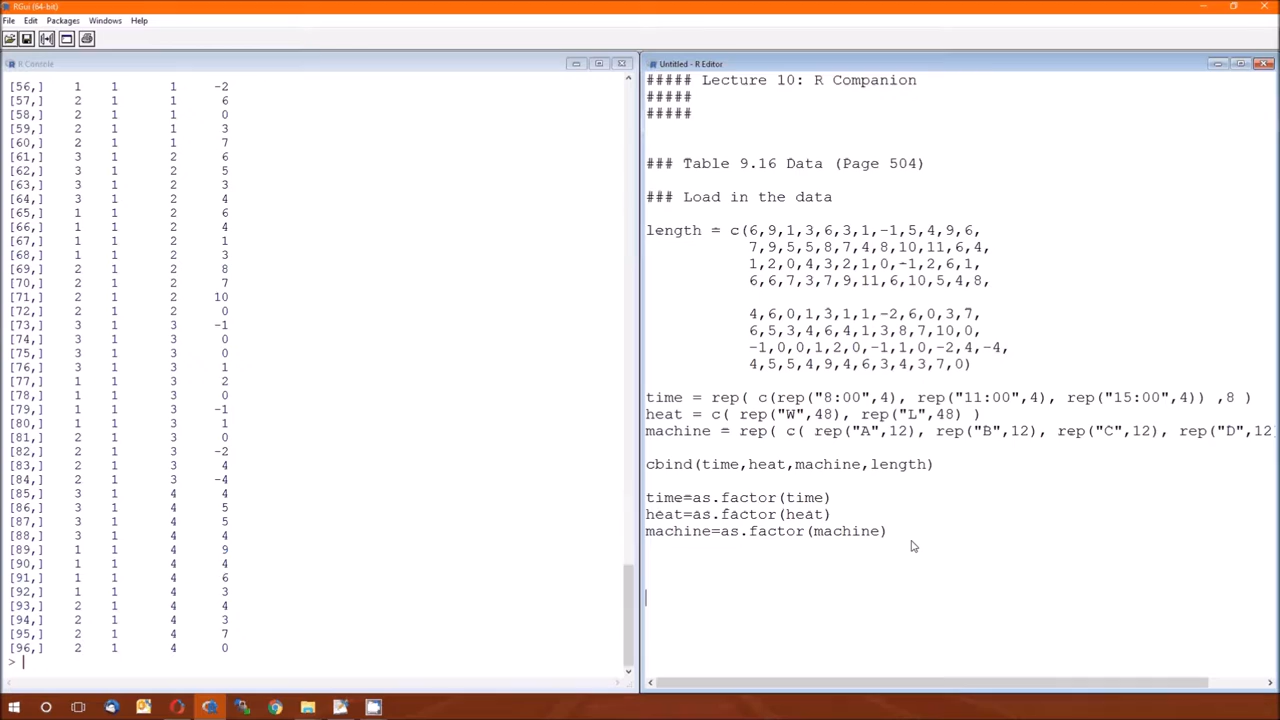 RGui (64-bit)
File Edit Packages Windows Help
R Console
[56,] 1 1 1 -2
[57,] 2 1 1 6
[58,] 2 1 1 0
[59,] 2 1 1 3
[60,] 2 1 1 7
[61,] 3 1 2 6
[62,] 3 1 2 5
[63,] 3 1 2 3
[64,] 3 1 2 4
[65,] 1 1 2 6
[66,] 1 1 2 4
[67,] 1 1 2 1
[68,] 1 1 2 3
[69,] 2 1 2 8
[70,] 2 1 2 7
[71,] 2 1 2 10
[72,] 2 1 2 0
[73,] 3 1 3 -1
[74,] 3 1 3 0
[75,] 3 1 3 0
[76,] 3 1 3 1
[77,] 1 1 3 2
[78,] 1 1 3 0
[79,] 1 1 3 -1
[80,] 1 1 3 1
[81,] 2 1 3 0
[82,] 2 1 3 -2
[83,] 2 1 3 4
[84,] 2 1 3 -4
[85,] 3 1 4 4
[86,] 3 1 4 5
[87,] 3 1 4 5
[88,] 3 1 4 4
[89,] 1 1 4 9
[90,] 1 1 4 4
[91,] 1 1 4 6
[92,] 1 1 4 3
[93,] 2 1 4 4
[94,] 2 1 4 3
[95,] 2 1 4 7
[96,] 2 1 4 0
>
Untitled - R Editor
##### Lecture 10: R Companion
#####
#####
### Table 9.16 Data (Page 504)
### Load in the data
length = c(6,9,1,3,6,3,1,-1,5,4,9,6,
7,9,5,5,8,7,4,8,10,11,6,4,
1,2,0,4,3,2,1,0,-1,2,6,1,
6,6,7,3,7,9,11,6,10,5,4,8,
4,6,0,1,3,1,1,-2,6,0,3,7,
6,5,3,4,6,4,1,3,8,7,10,0,
-1,0,0,1,2,0,-1,1,0,-2,4,-4,
4,5,5,4,9,4,6,3,4,3,7,0)
time = rep( c(rep("8:00",4), rep("11:00",4), rep("15:00",4)) ,8 )
heat = c( rep("W",48), rep("L",48) )
machine = rep( c( rep("A",12), rep("B",12), rep("C",12), rep("D",12
cbind(time,heat,machine,length)
time=as.factor(time)
heat=as.factor(heat)
machine=as.factor(machine)